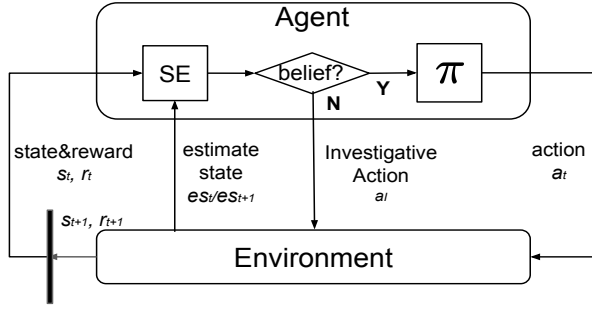 Agent
SE
belief?
π
Y
N
state&reward
sₜ, rₜ
estimate
state
esₜ/esₜ₊₁
Investigative
Action
a_I
action
aₜ
sₜ₊₁, rₜ₊₁
Environment